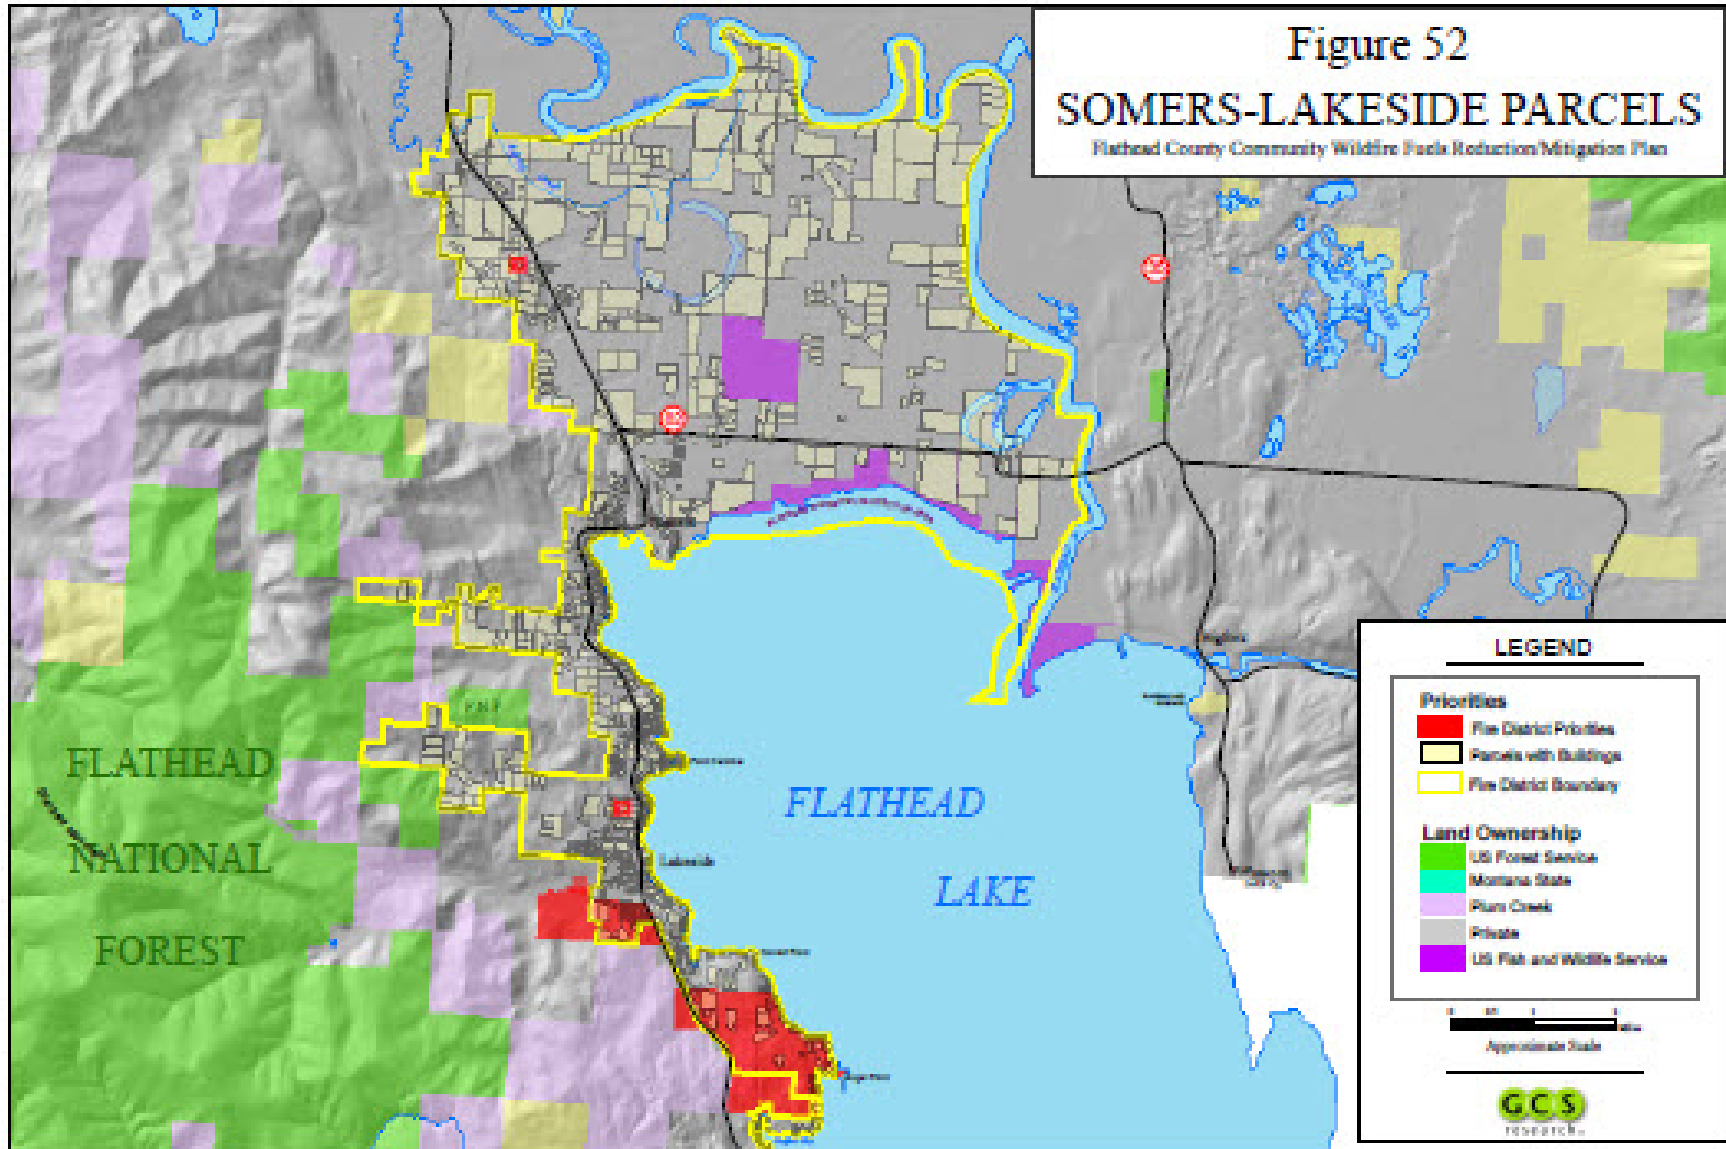 Figure 52
SOMERS-LAKESIDE PARCELS
Flathead County Community Wildfire Fuels Reduction/Mitigation Plan
FLATHEAD
NATIONAL
FOREST
FLATHEAD
LAKE
Lakeside
LEGEND
Priorities
Fire District Priorities
Parcels with Buildings
Fire District Boundary
Land Ownership
US Forest Service
Montana State
Plum Creek
Private
US Fish and Wildlife Service
Approximate Scale
GCS
research